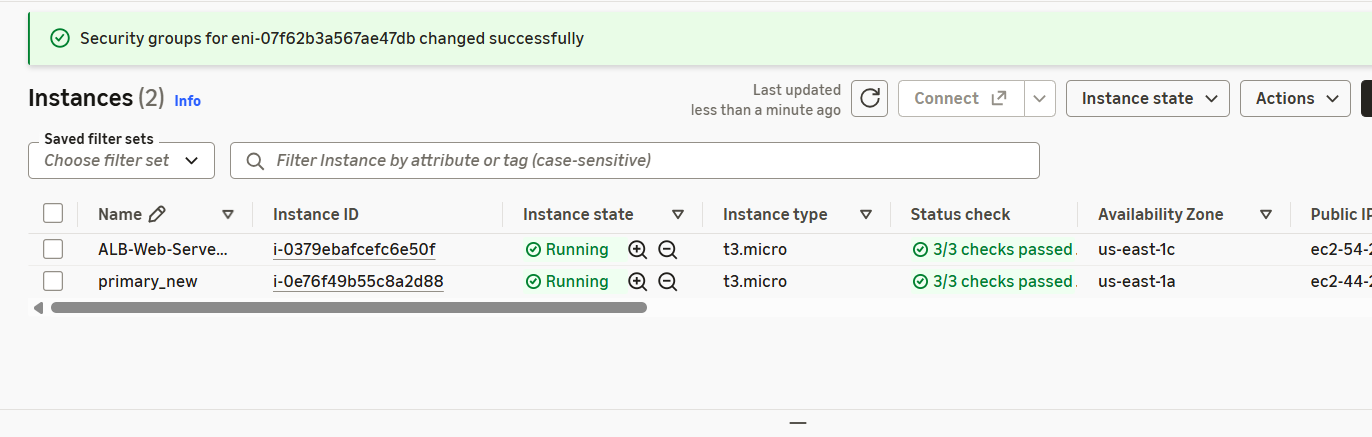 Security groups for eni-07f62b3a567ae47db changed successfully
Instances (2) Info
Last updated
less than a minute ago
Connect
Instance state
Actions
Saved filter sets
Choose filter set
Filter Instance by attribute or tag (case-sensitive)
Name Instance ID Instance state Instance type Status check Availability Zone Public IP
ALB-Web-Serve... i-0379ebafcefc6e50f Running t3.micro 3/3 checks passed us-east-1c ec2-54-2
primary_new i-0e76f49b55c8a2d88 Running t3.micro 3/3 checks passed us-east-1a ec2-44-2